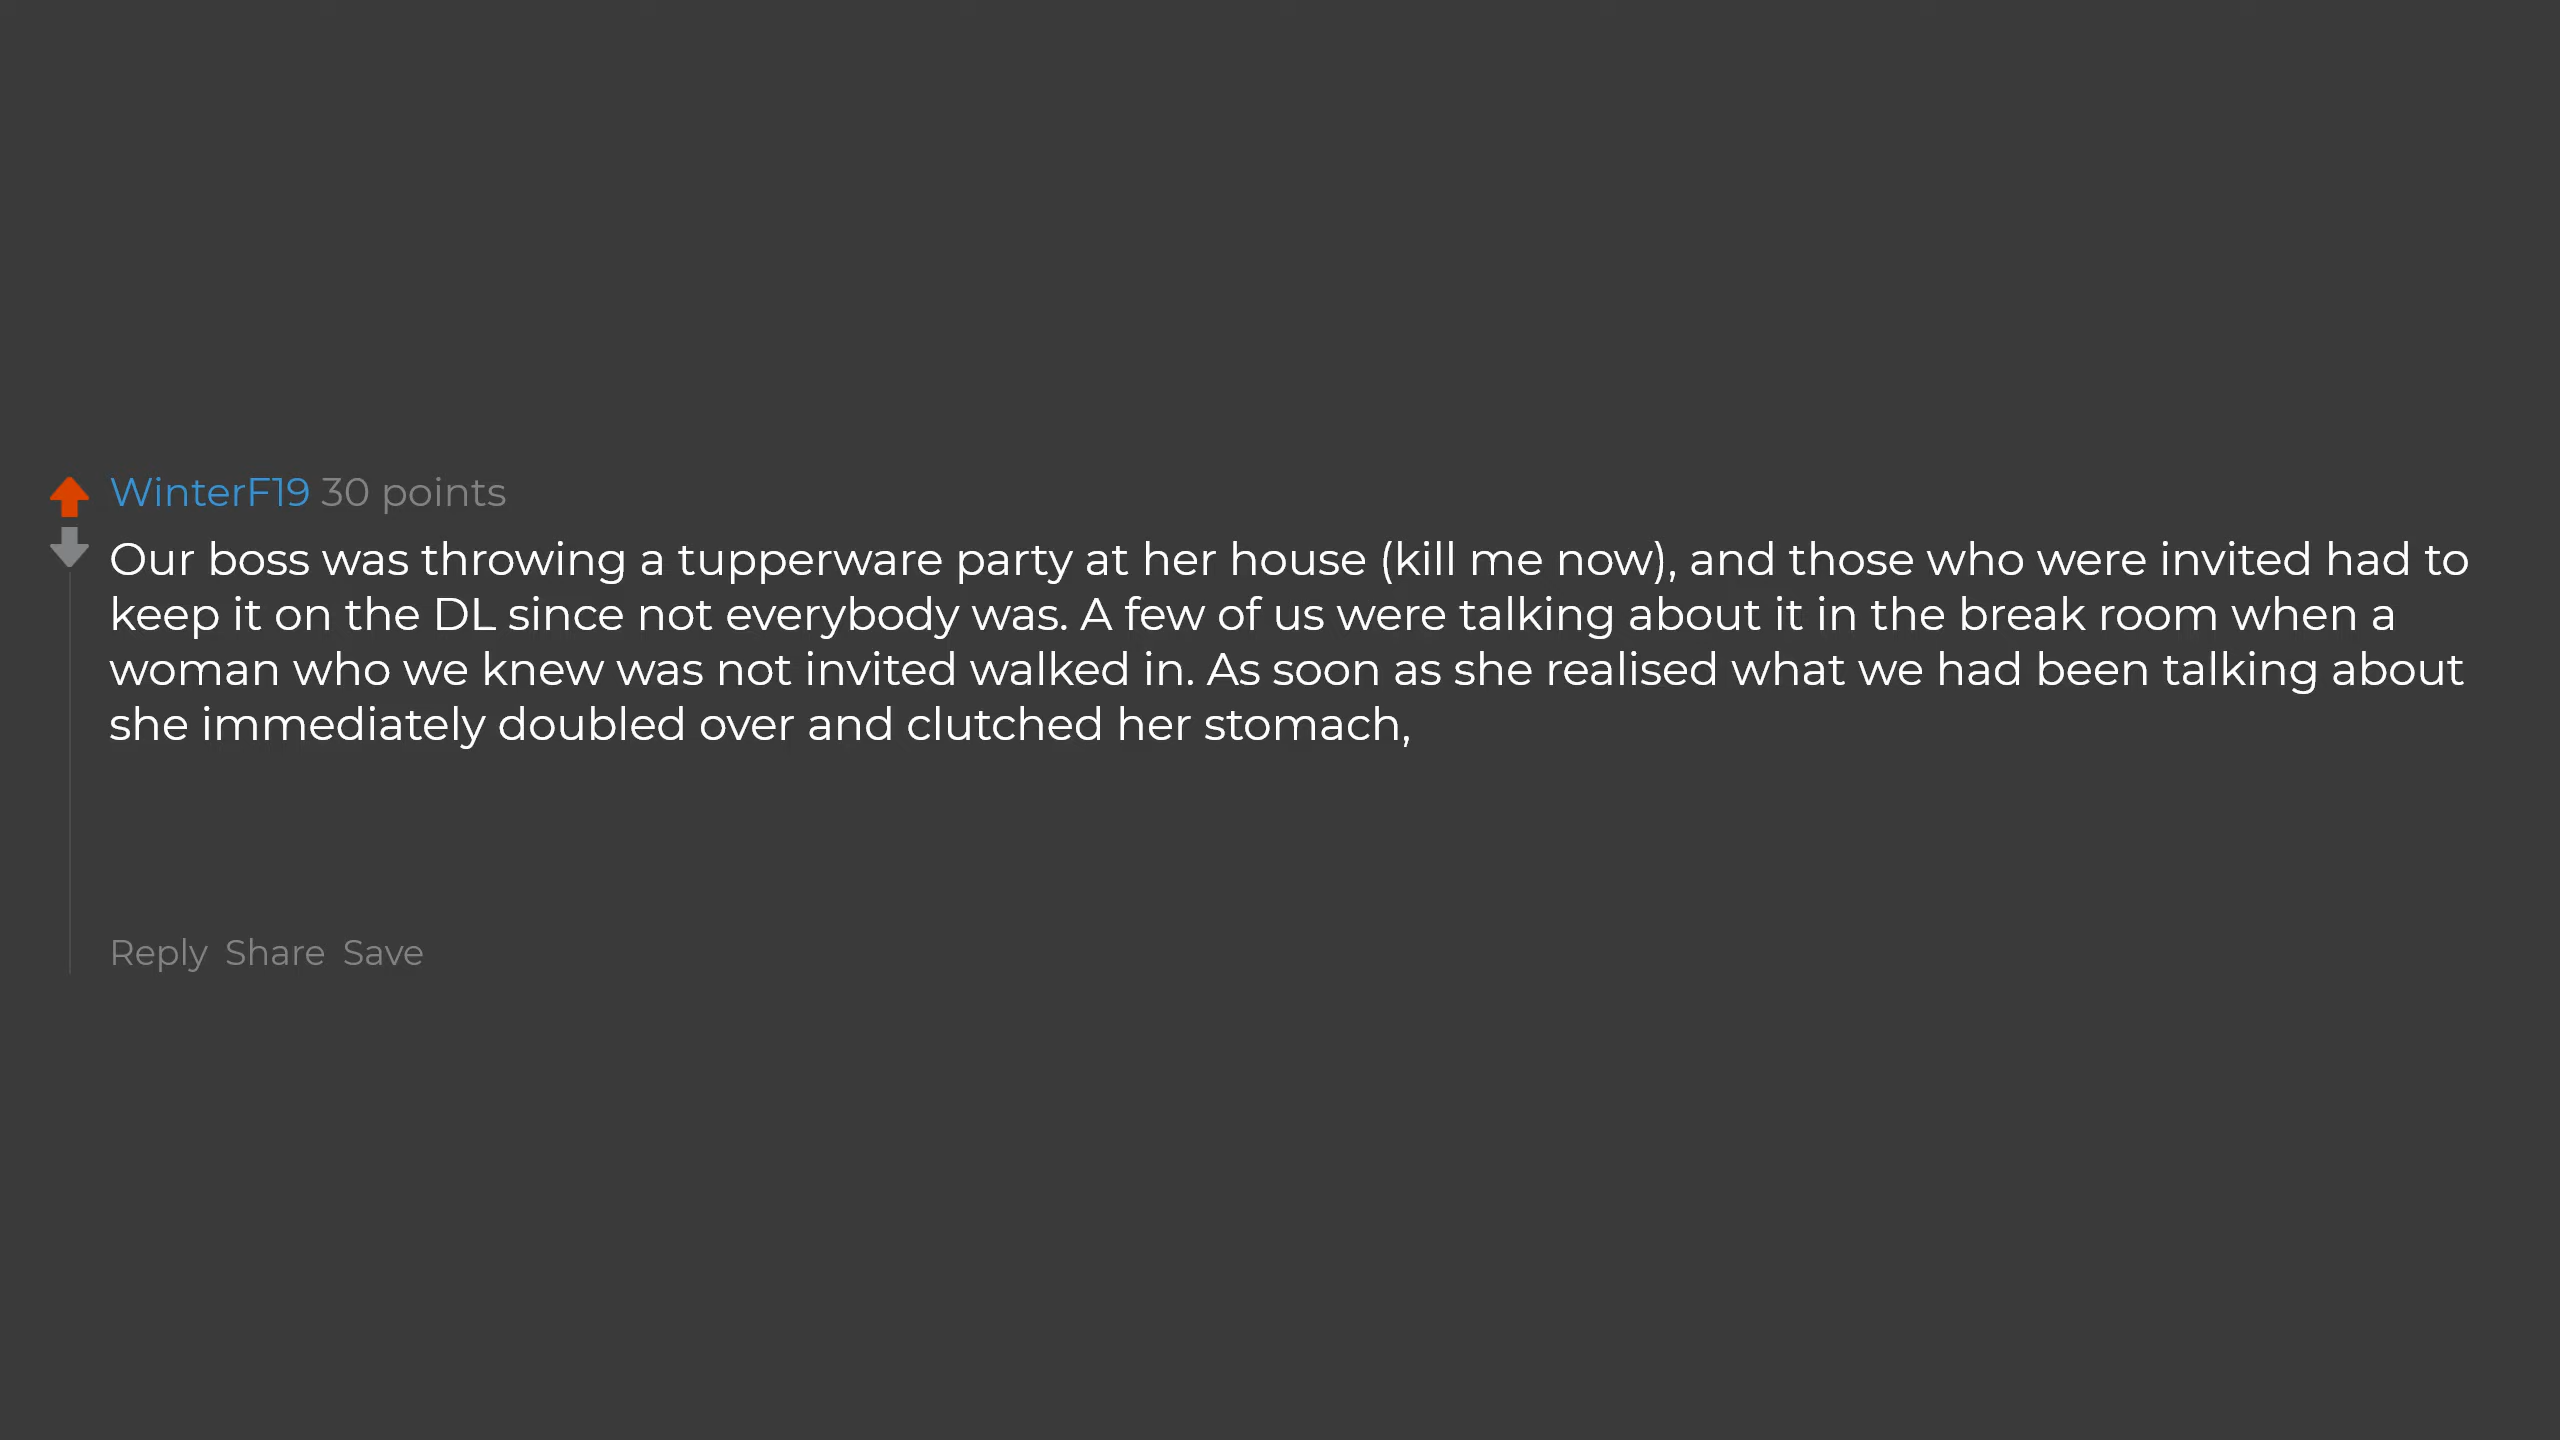 WinterF19 30 points
Our boss was throwing a tupperware party at her house (kill me now), and those who were invited had to
keep it on the DL since not everybody was. A few of us were talking about it in the break room when a
woman who we knew was not invited walked in. As soon as she realised what we had been talking about
she immediately doubled over and clutched her stomach,
Reply Share Save